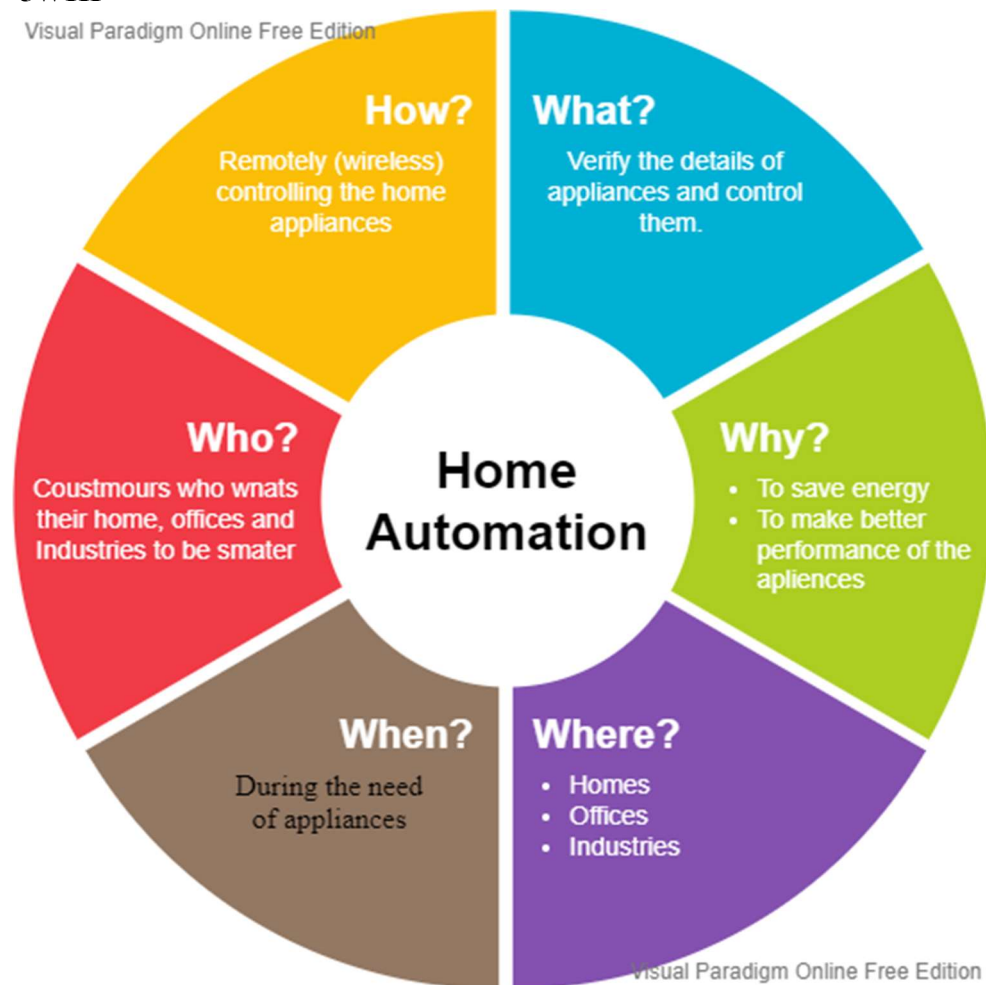 Visual Paradigm Online Free Edition
How?
Remotely (wireless)
controlling the home
appliances
What?
Verify the details of
appliances and control
them.
Who?
Coustmours who wnats
their home, offices and
Industries to be smater
Home
Automation
Why?
• To save energy
• To make better
performance of the
apliences
When?
During the need
of appliances
Where?
• Homes
• Offices
• Industries
Visual Paradigm Online Free Edition